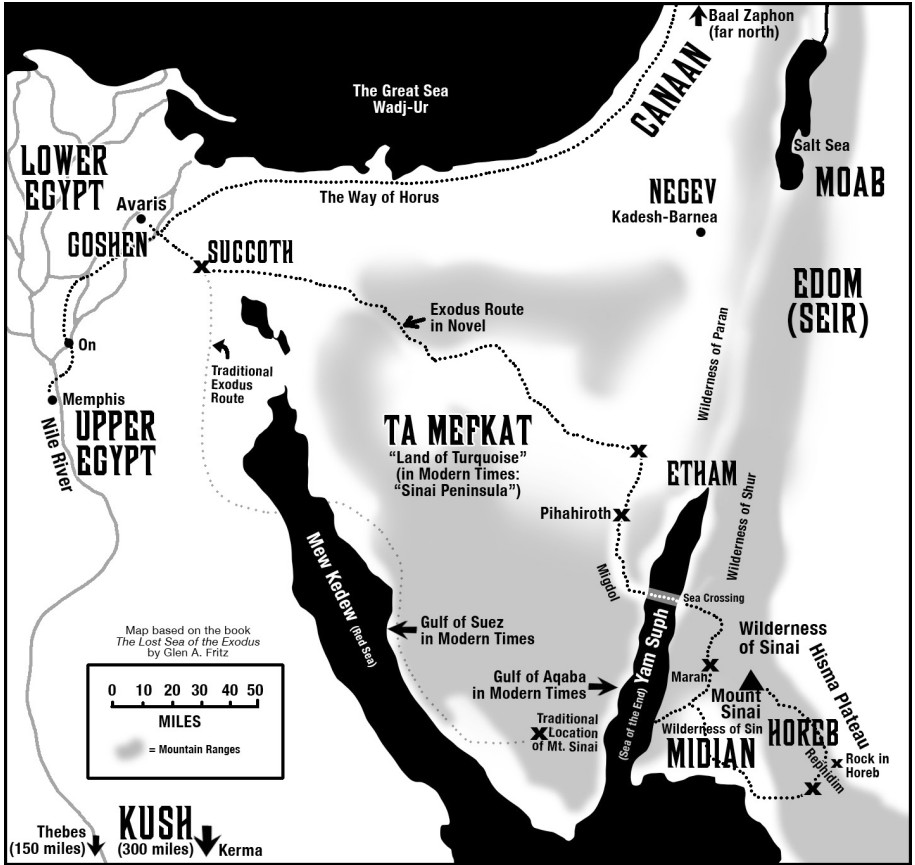 Baal Zaphon
(far north)
CANAAN
The Great Sea
Wadj-Ur
Salt Sea
MOAB
LOWER
EGYPT
NEGEV
Kadesh-Barnea
The Way of Horus
Avaris
GOSHEN
SUCCOTH
EDOM
(SEIR)
Exodus Route
in Novel
Wilderness of Paran
On
Traditional
Exodus
Route
Memphis
UPPER
EGYPT
Nile River
TA MEFKAT
“Land of Turquoise”
(in Modern Times:
“Sinai Peninsula”)
ETHAM
Wilderness of Shur
Pihahiroth
Migdol
Sea Crossing
Mew Kedew (Red Sea)
Gulf of Suez
in Modern Times
Wilderness
of Sinai
Hisma Plateau
Marah
Gulf of Aqaba
in Modern Times
(Sea of the End) Yam Suph
Mount
Sinai
Wilderness of Sin
HOREB
MIDIAN
Rephidim
Rock in
Horeb
Traditional
Location
of Mt. Sinai
Map based on the book
The Lost Sea of the Exodus
by Glen A. Fritz
0 10 20 30 40 50
MILES
= Mountain Ranges
Thebes
(150 miles)
KUSH
(300 miles)
Kerma